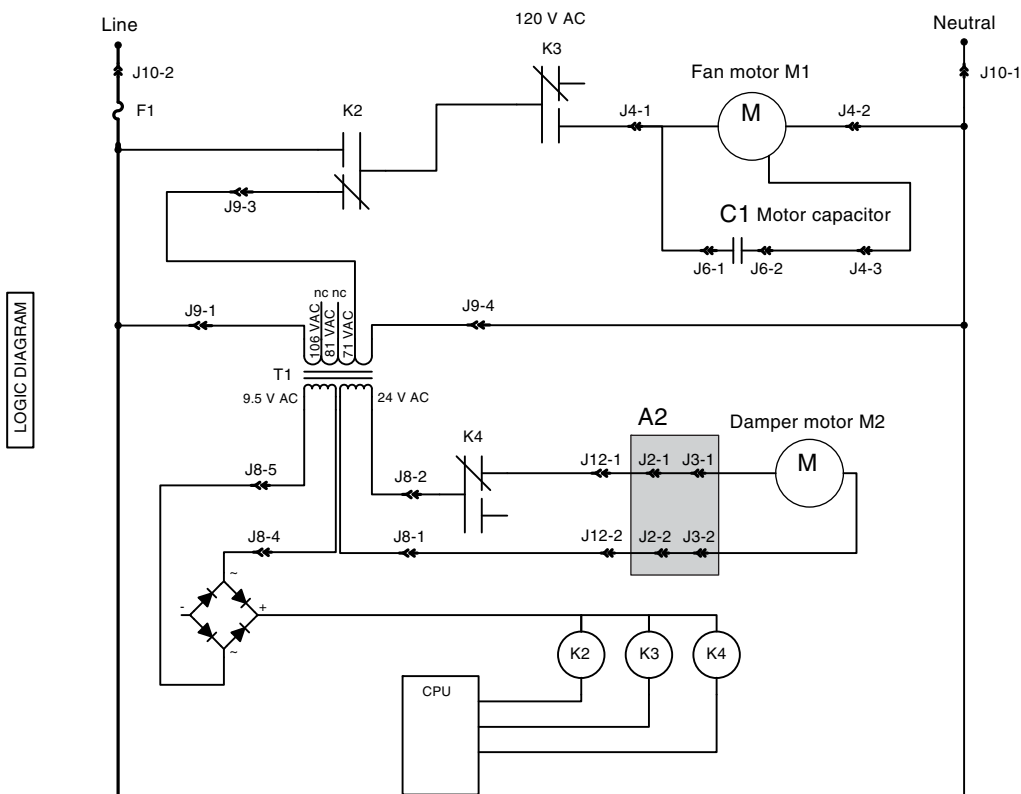 120 V AC
Line
Neutral
K3
J10-2
Fan motor M1
J10-1
F1
K2
J4-1
M
J4-2
J9-3
C1 Motor capacitor
J6-1
J6-2
J4-3
LOGIC DIAGRAM
J9-1
nc nc
106 VAC
81 VAC
71 VAC
J9-4
T1
9.5 V AC
24 V AC
A2
Damper motor M2
K4
J8-5
J8-2
J12-1
J2-1
J3-1
M
J8-4
J8-1
J12-2
J2-2
J3-2
~
-
+
~
K2
K3
K4
CPU